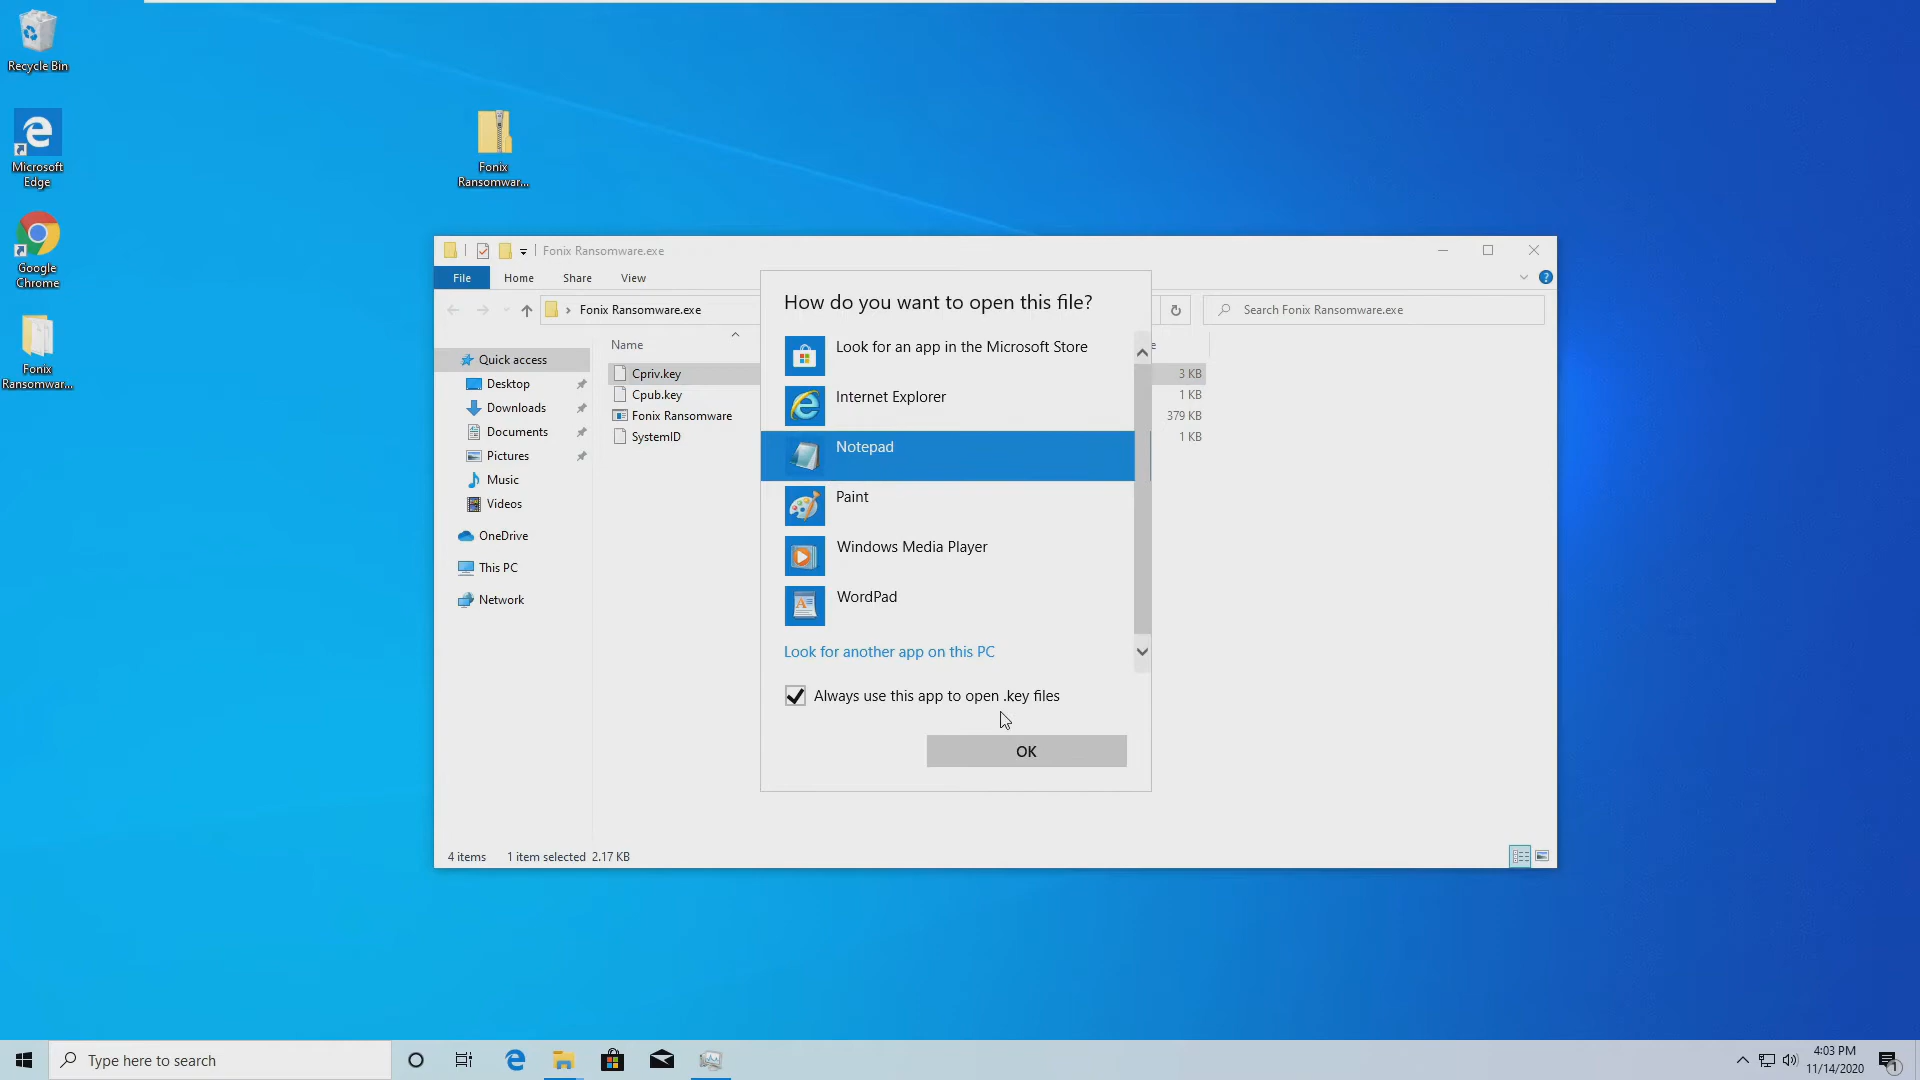 Recycle Bin
Microsoft
Edge
Google
Chrome
Fonix
Ransomwar...
Fonix
Ransomwar...
Fonix Ransomware.exe
File
Home
Share
View
Fonix Ransomware.exe
Search Fonix Ransomware.exe
Quick access
Desktop
Downloads
Documents
Pictures
Music
Videos
OneDrive
This PC
Network
Name
e
Cpriv.key
3 KB
Cpub.key
1 KB
Fonix Ransomware
379 KB
SystemID
1 KB
How do you want to open this file?
Look for an app in the Microsoft Store
Internet Explorer
Notepad
Paint
Windows Media Player
WordPad
Look for another app on this PC
Always use this app to open .key files
OK
4 items
1 item selected 2.17 KB
Type here to search
4:03 PM
11/14/2020
1